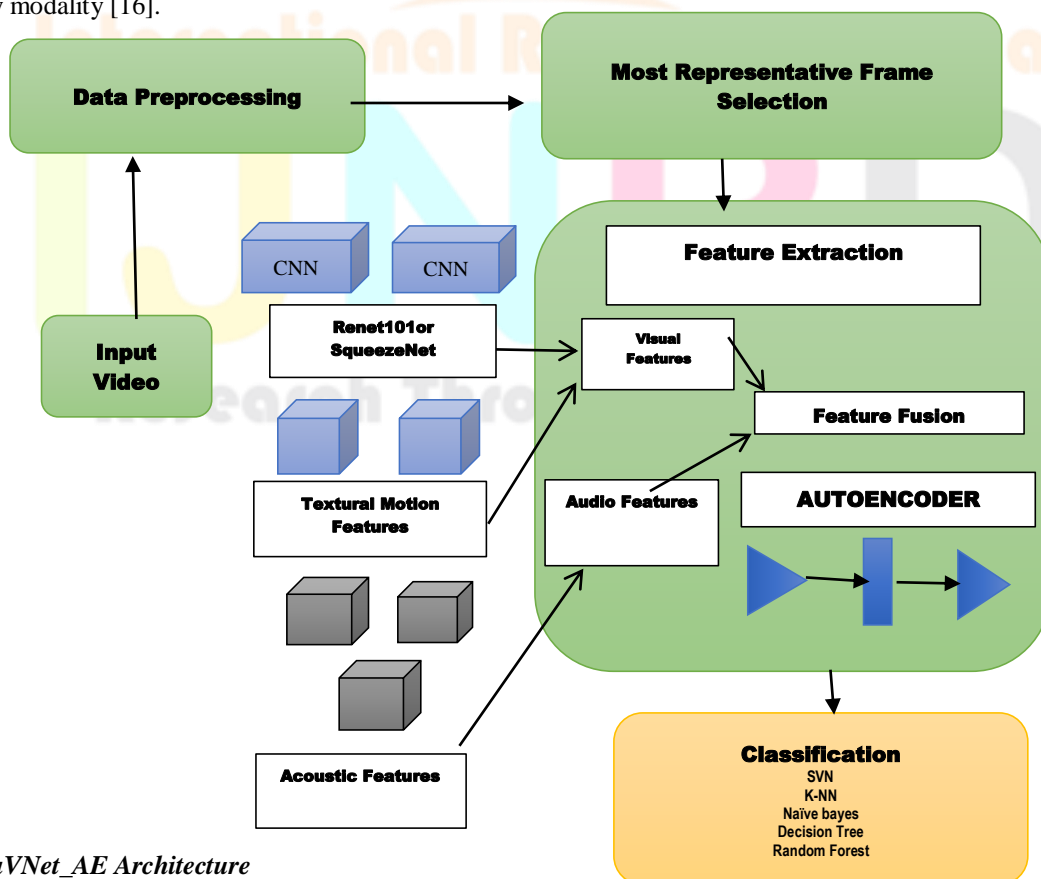 modality [16].
Data Preprocessing
Most Representative Frame
Selection
CNN
CNN
Feature Extraction
Input
Video
Renet101or
SqueezeNet
Visual
Features
Feature Fusion
Textural Motion
Features
Audio Features
AUTOENCODER
Acoustic Features
Classification
SVN
K-NN
Naïve bayes
Decision Tree
Random Forest
VNet_AE Architecture